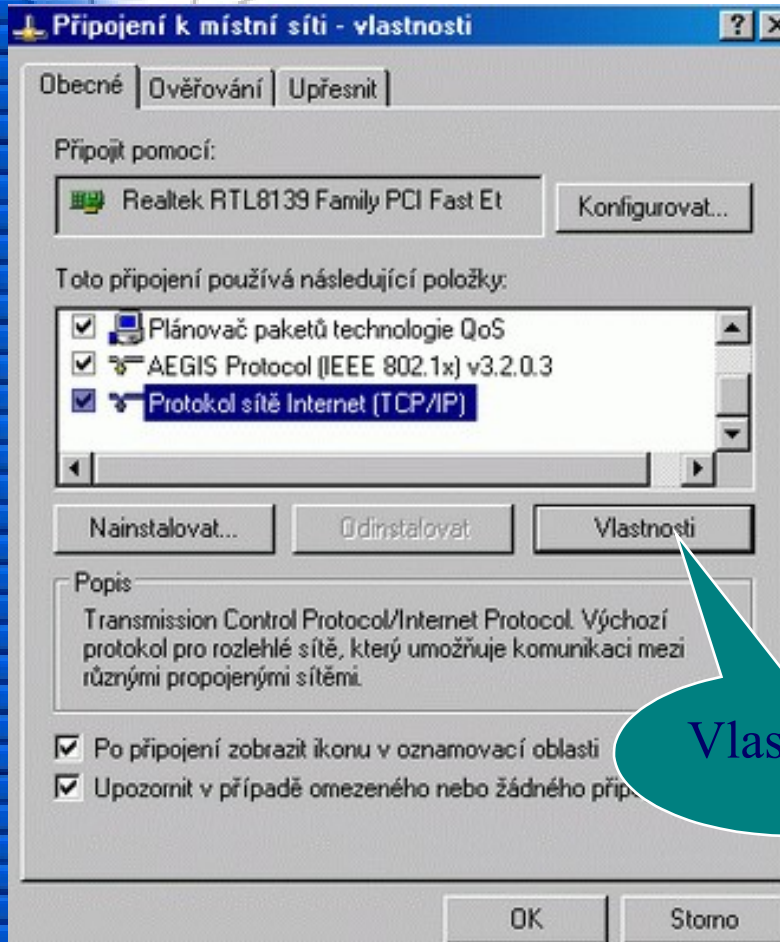 Připojení k místní síti - vlastnosti
Obecné Ověřování Upřesnit
Připojit pomocí:
Realtek RTL8139 Family PCI Fast Et Konfigurovat...
Toto připojení používá následující položky:
Plánovač paketů technologie QoS
AEGIS Protocol (IEEE 802.1x) v3.2.0.3
Protokol sítě Internet (TCP/IP)
Nainstalovat... Odinstalovat Vlastnosti
Popis
Transmission Control Protocol/Internet Protocol. Výchozí
protokol pro rozlehlé sítě, který umožňuje komunikaci mezi
různými propojenými sítěmi.
Po připojení zobrazit ikonu v oznamovací oblasti
Upozornit v případě omezeného nebo žádného přip
Vlas
OK Storno